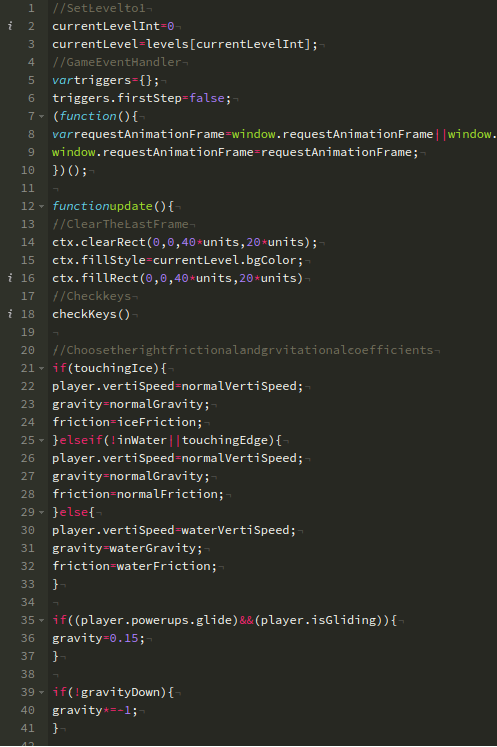 1 //SetLevelto1
i 2 currentLevelInt=0
3 currentLevel=levels[currentLevelInt];
4 //GameEventHandler
5 vartriggers={};
6 triggers.firstStep=false;
7 (function(){
8 varrequestAnimationFrame=window.requestAnimationFrame||window.
9 window.requestAnimationFrame=requestAnimationFrame;
10 })();
11
12 functionupdate(){
13 //ClearTheLastFrame
14 ctx.clearRect(0,0,40*units,20*units);
15 ctx.fillStyle=currentLevel.bgColor;
i 16 ctx.fillRect(0,0,40*units,20*units)
17 //Checkkeys
i 18 checkKeys()
19
20 //Choosetherightfrictionalandgrvitationalcoefficients
21 if(touchingIce){
22 player.vertiSpeed=normalVertiSpeed;
23 gravity=normalGravity;
24 friction=iceFriction;
25 }elseif(!inWater||touchingEdge){
26 player.vertiSpeed=normalVertiSpeed;
27 gravity=normalGravity;
28 friction=normalFriction;
29 }else{
30 player.vertiSpeed=waterVertiSpeed;
31 gravity=waterGravity;
32 friction=waterFriction;
33 }
34
35 if((player.powerups.glide)&&(player.isGliding)){
36 gravity=0.15;
37 }
38
39 if(!gravityDown){
40 gravity*=-1;
41 }